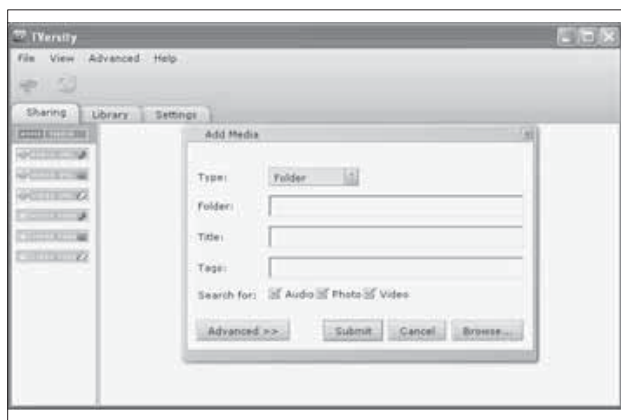 TVersity
File View Advanced Help
Sharing Library Settings
Add Media
Type: Folder
Folder:
Title:
Tags:
Search for: Audio Photo Video
Advanced >> Submit Cancel Browse...